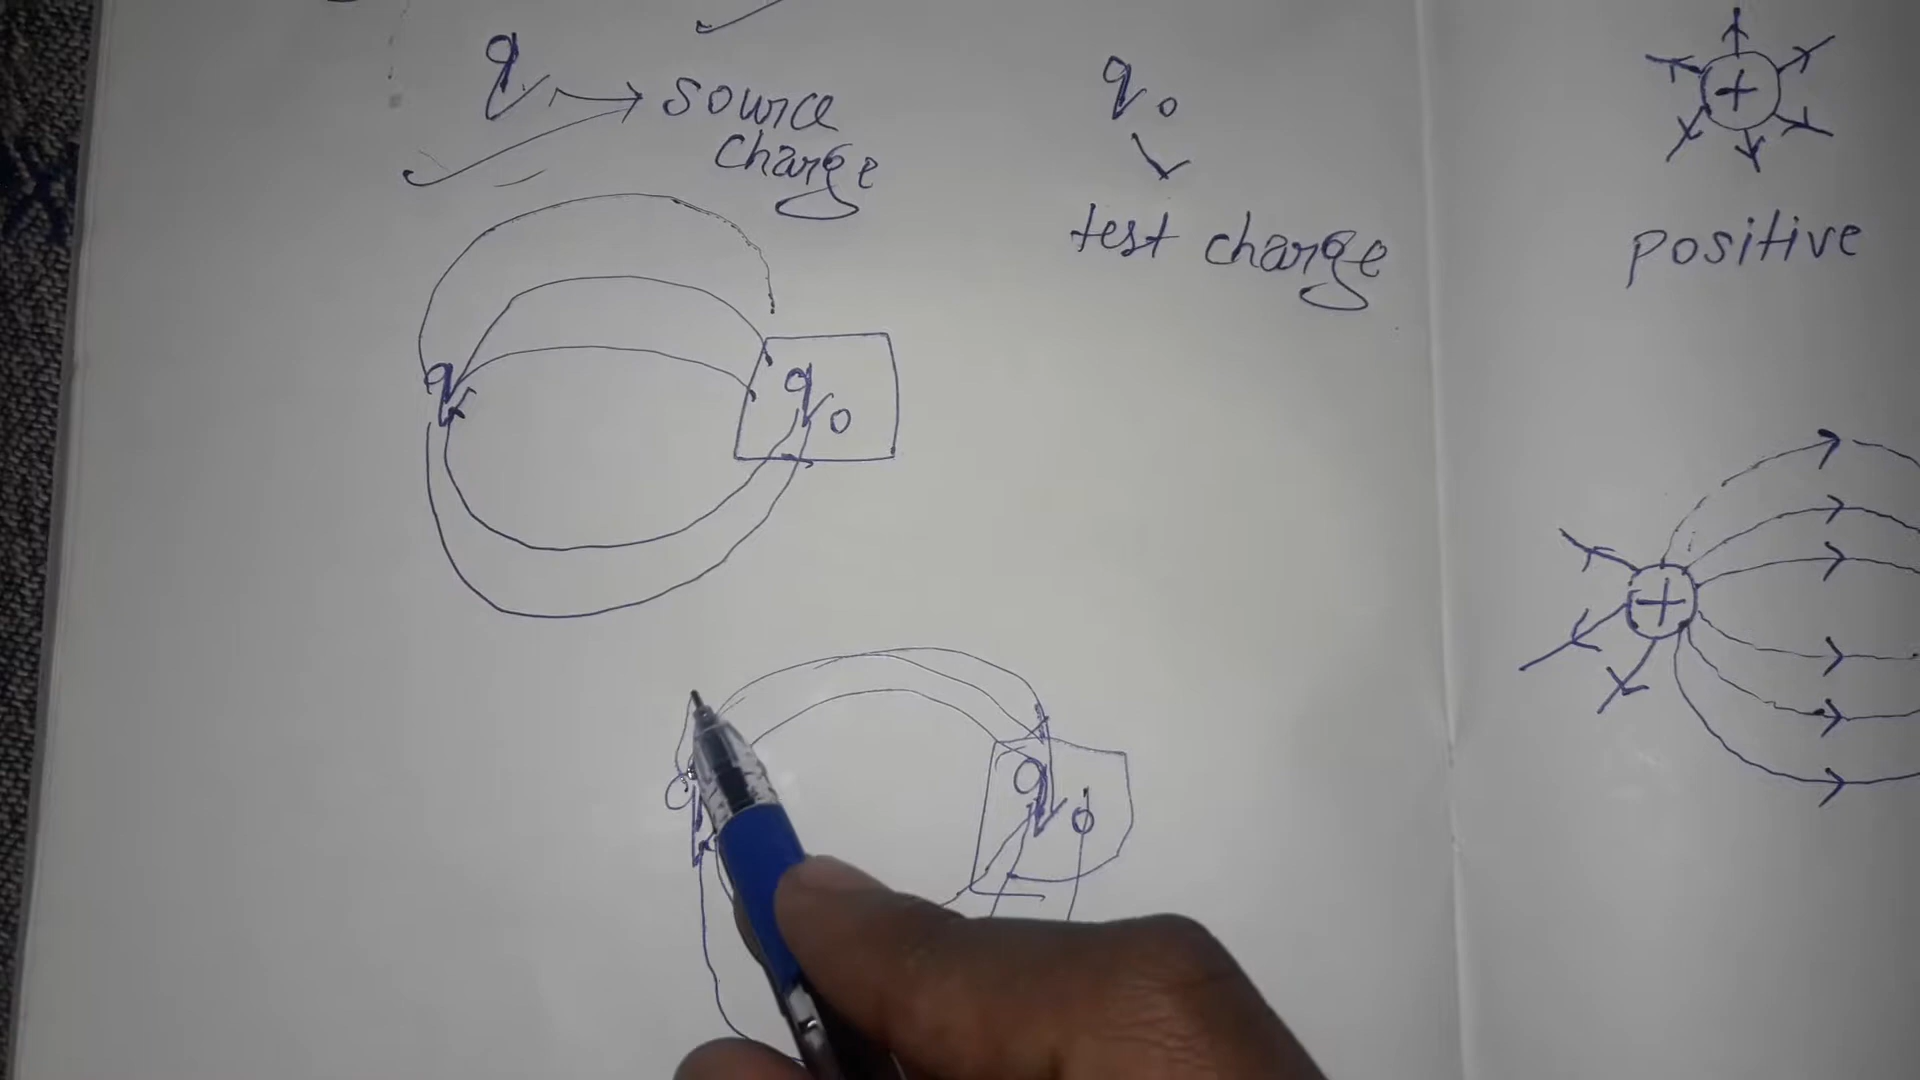 q → source
charge
q₀
test charge
+
positive
q
q₀
+
q
q₀